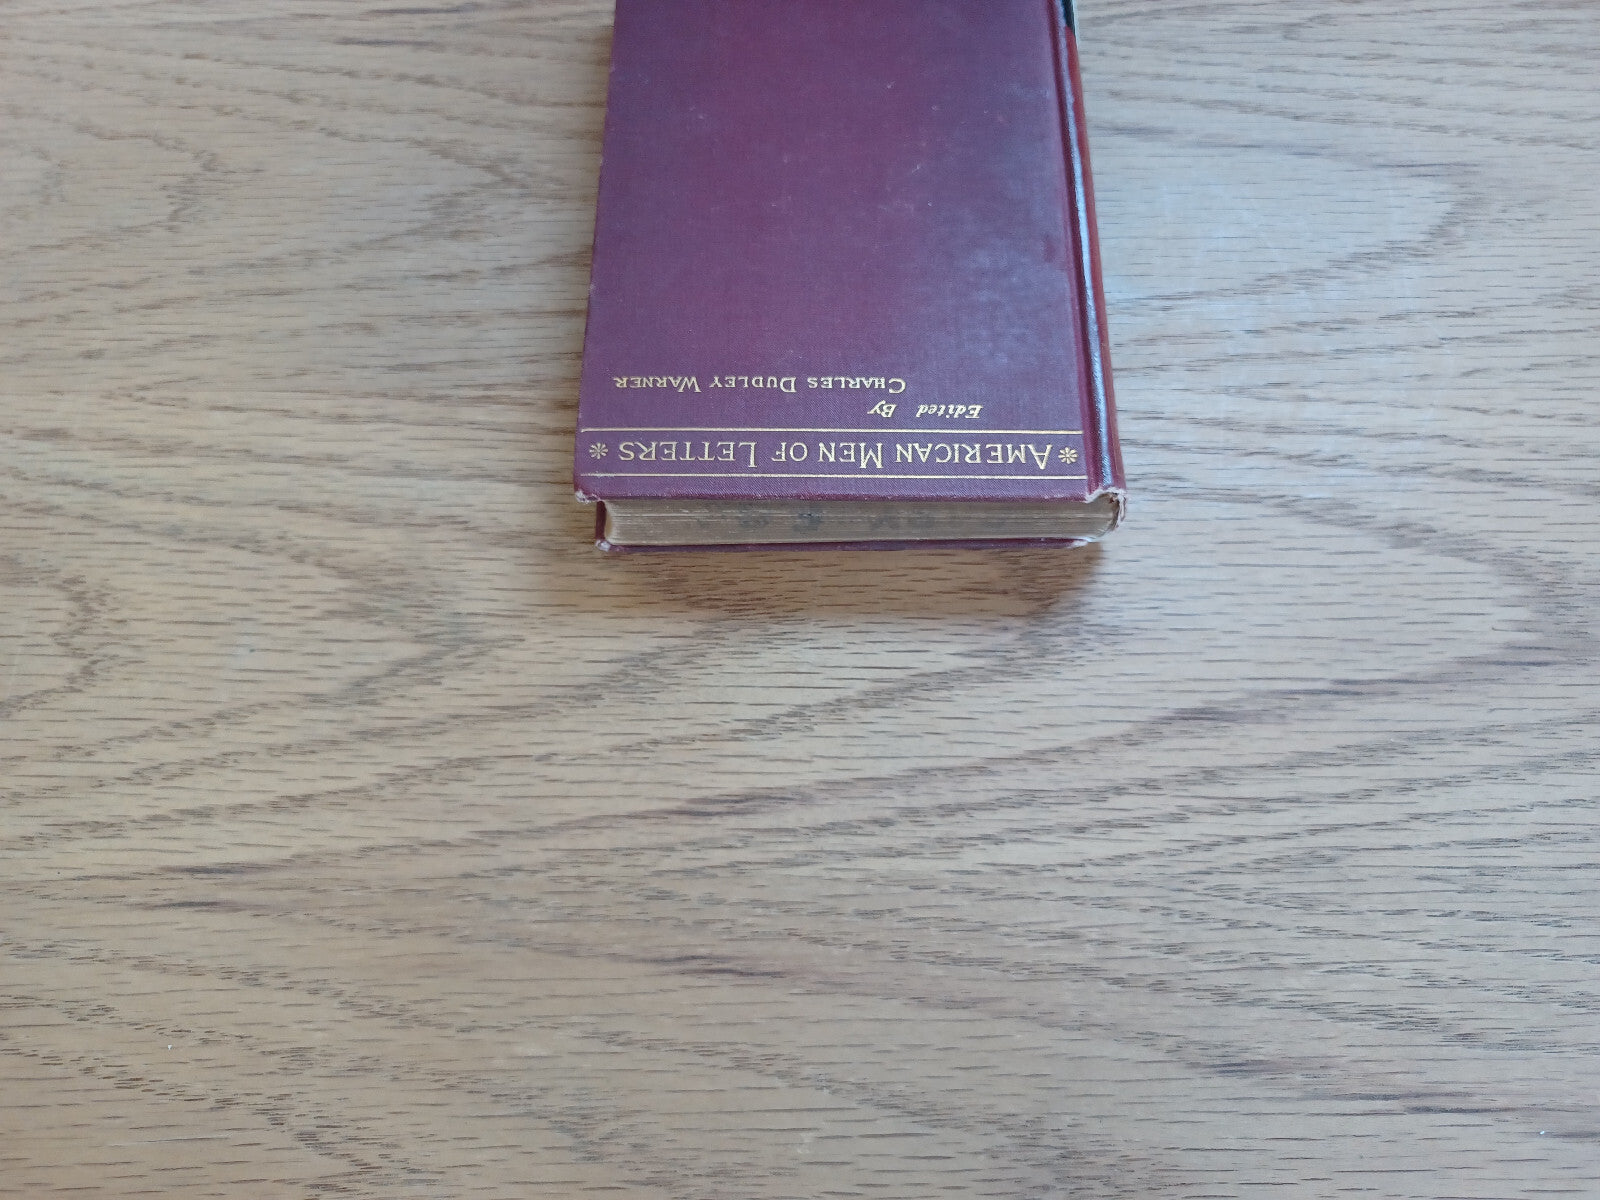 * AMERICAN MEN OF LETTERS *
Edited By
CHARLES DUDLEY WARNER